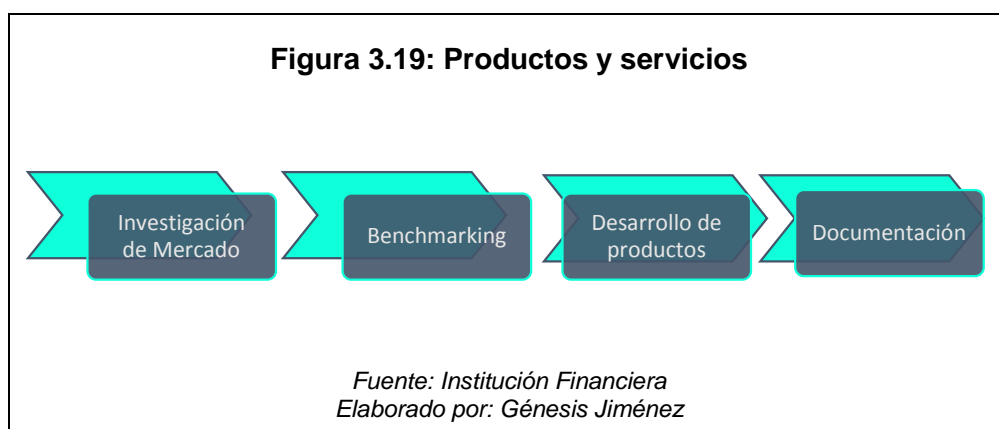 Figura 3.19: Productos y servicios
Investigación
de Mercado
Benchmarking
Desarrollo de
productos
Documentación
Fuente: Institución Financiera
Elaborado por: Génesis Jiménez